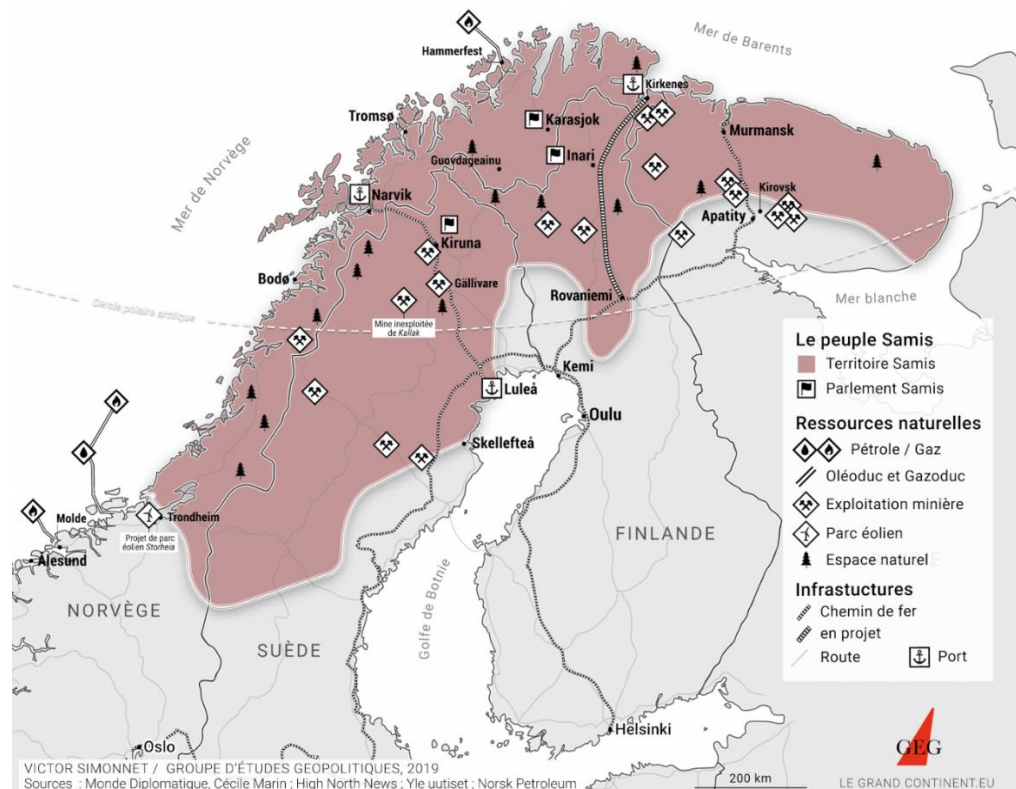 Mer de Barents
Hammerfest
Kirkenes
Tromsø
Karasjok
Murmansk
Mer de Norvège
Guovdageainu
Inari
Narvik
Kirovsk
Apatity
Kiruna
Bodø
Gällivare
Rovaniemi
Mer blanche
Cercle polaire arctique
Mine inexploitée
de Kallak
Kemi
Luleå
Oulu
Skellefteå
Molde
Trondheim
Projet de parc
éolien Storheia
Ålesund
FINLANDE
NORVÈGE
SUÈDE
Golfe de Botnie
Helsinki
Oslo
Le peuple Samis
Territoire Samis
Parlement Samis
Ressources naturelles
Pétrole / Gaz
Oléoduc et Gazoduc
Exploitation minière
Parc éolien
Espace naturel
Infrastuctures
Chemin de fer
en projet
Route
Port
VICTOR SIMONNET / GROUPE D'ÉTUDES GEOPOLITIQUES, 2019
Sources : Monde Diplomatique, Cécile Marin ; High North News ; Yle uutiset ; Norsk Petroleum
200 km
GEG
LE GRAND CONTINENT.EU